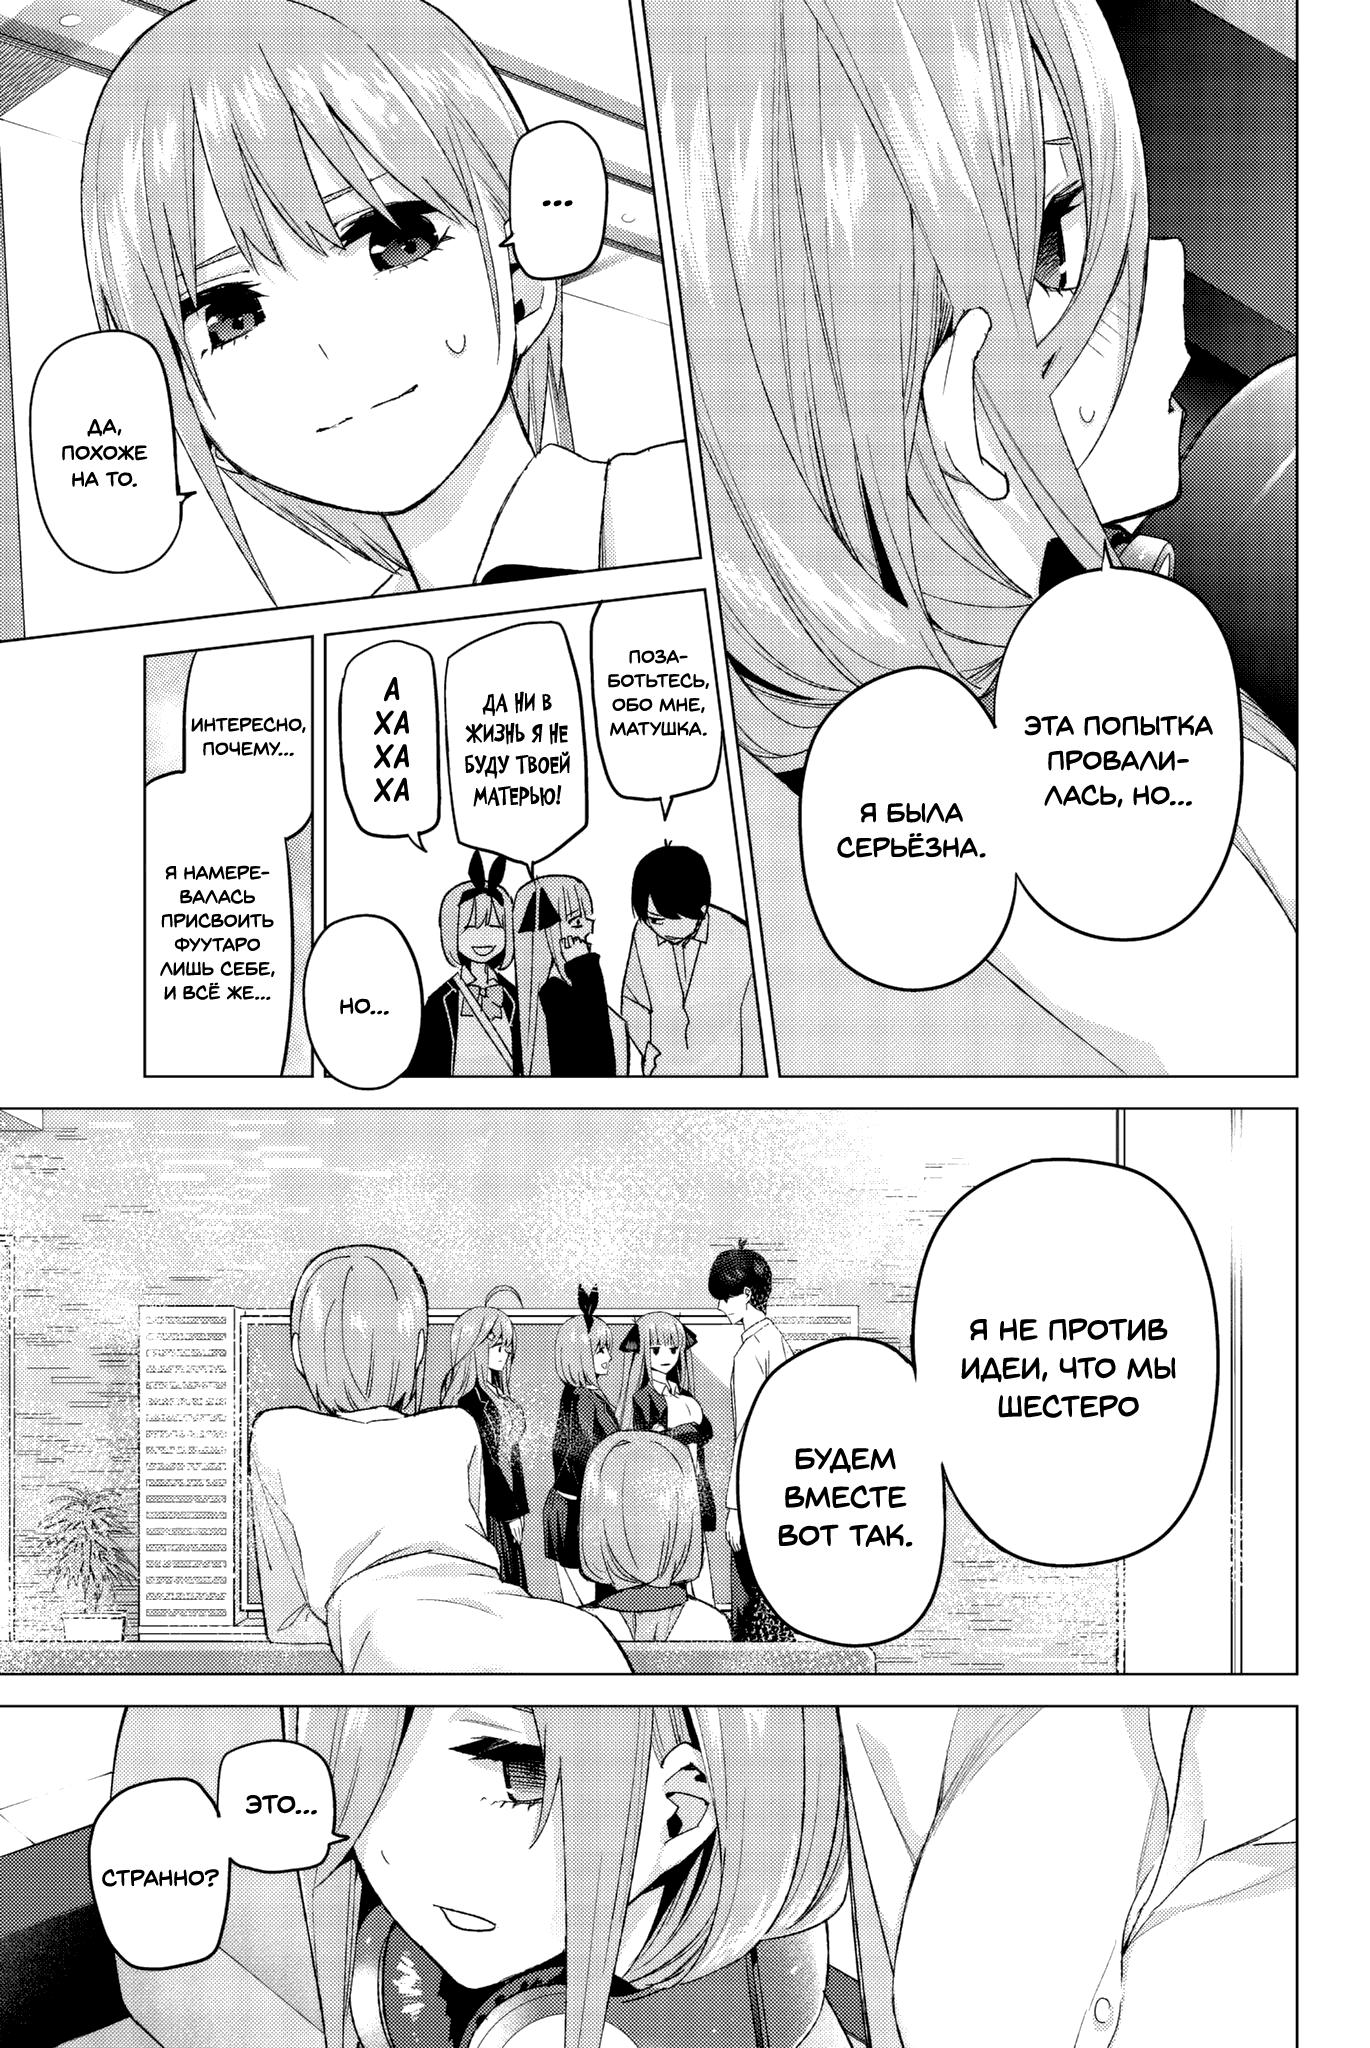 ЭТА ПОПЫТКА
ПРОВАЛИ-
ЛАСЬ, НО...
Я БЫЛА
СЕРЬЁЗНА.
...
ДА,
ПОХОЖЕ
НА ТО.
ПОЗА-
БОТЬТЕСЬ,
ОБО МНЕ,
МАТУШКА.
ДА НИ В
ЖИЗНЬ Я НЕ
БУДУ ТВОЕЙ
МАТЕРЬЮ!
А
ХА
ХА
ХА
НО...
ИНТЕРЕСНО,
ПОЧЕМУ...
Я НАМЕРЕ-
ВАЛАСЬ
ПРИСВОИТЬ
ФУУТАРО
ЛИШЬ СЕБЕ,
И ВСЁ ЖЕ...
Я НЕ ПРОТИВ
ИДЕИ, ЧТО МЫ
ШЕСТЕРО
БУДЕМ
ВМЕСТЕ
ВОТ ТАК.
ЭТО...
СТРАННО?